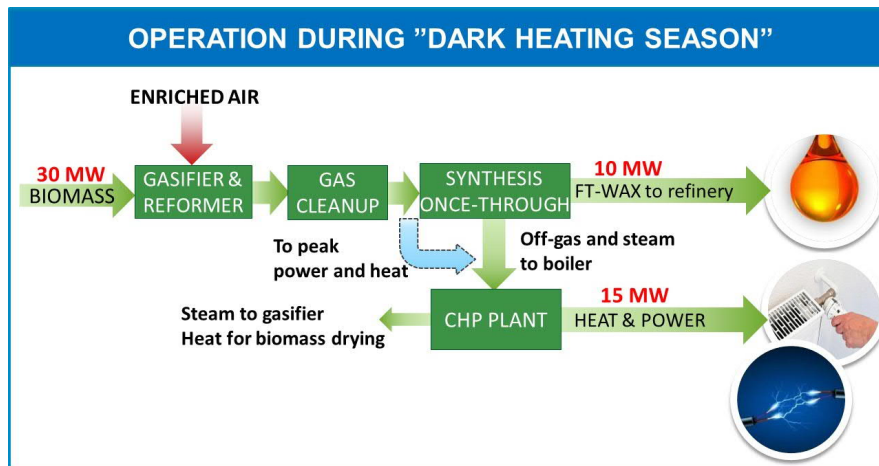 OPERATION DURING ”DARK HEATING SEASON”
ENRICHED AIR
30 MW
BIOMASS
GASIFIER &
REFORMER
GAS
CLEANUP
SYNTHESIS
ONCE-THROUGH
10 MW
FT-WAX to refinery
To peak
power and heat
Off-gas and steam
to boiler
Steam to gasifier
Heat for biomass drying
CHP PLANT
15 MW
HEAT & POWER